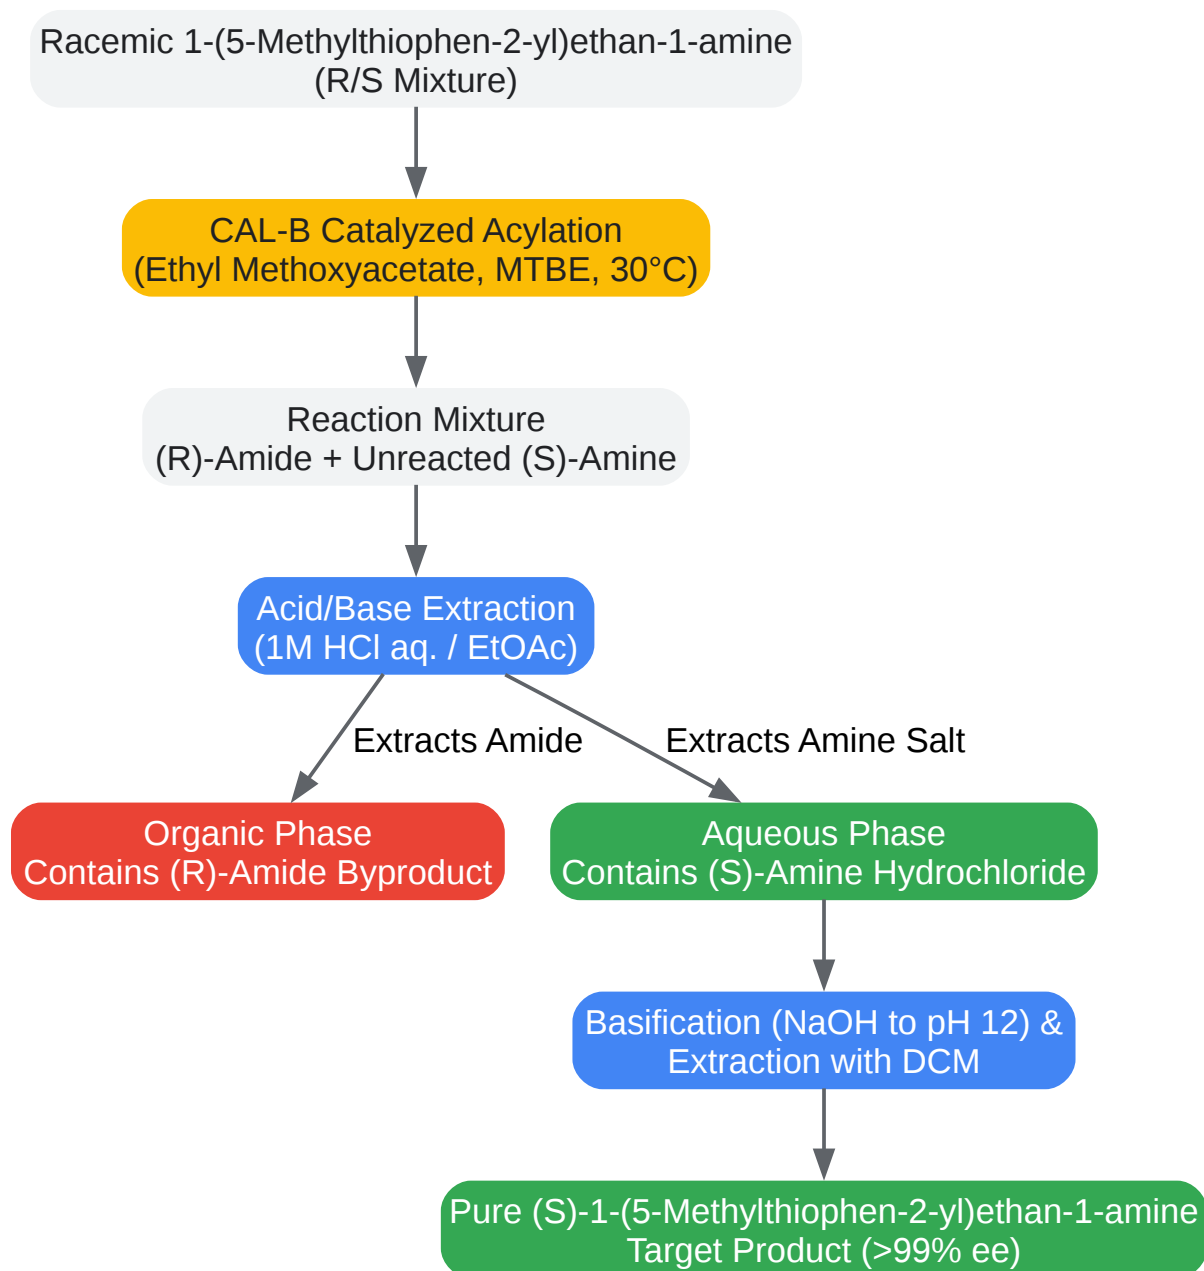 Racemic 1-(5-Methylthiophen-2-yl)ethan-1-amine
(R/S Mixture)
CAL-B Catalyzed Acylation
(Ethyl Methoxyacetate, MTBE, 30°C)
Reaction Mixture
(R)-Amide + Unreacted (S)-Amine
Acid/Base Extraction
(1M HCl aq. / EtOAc)
Extracts Amide
Extracts Amine Salt
Organic Phase
Contains (R)-Amide Byproduct
Aqueous Phase
Contains (S)-Amine Hydrochloride
Basification (NaOH to pH 12) &
Extraction with DCM
Pure (S)-1-(5-Methylthiophen-2-yl)ethan-1-amine
Target Product (>99% ee)